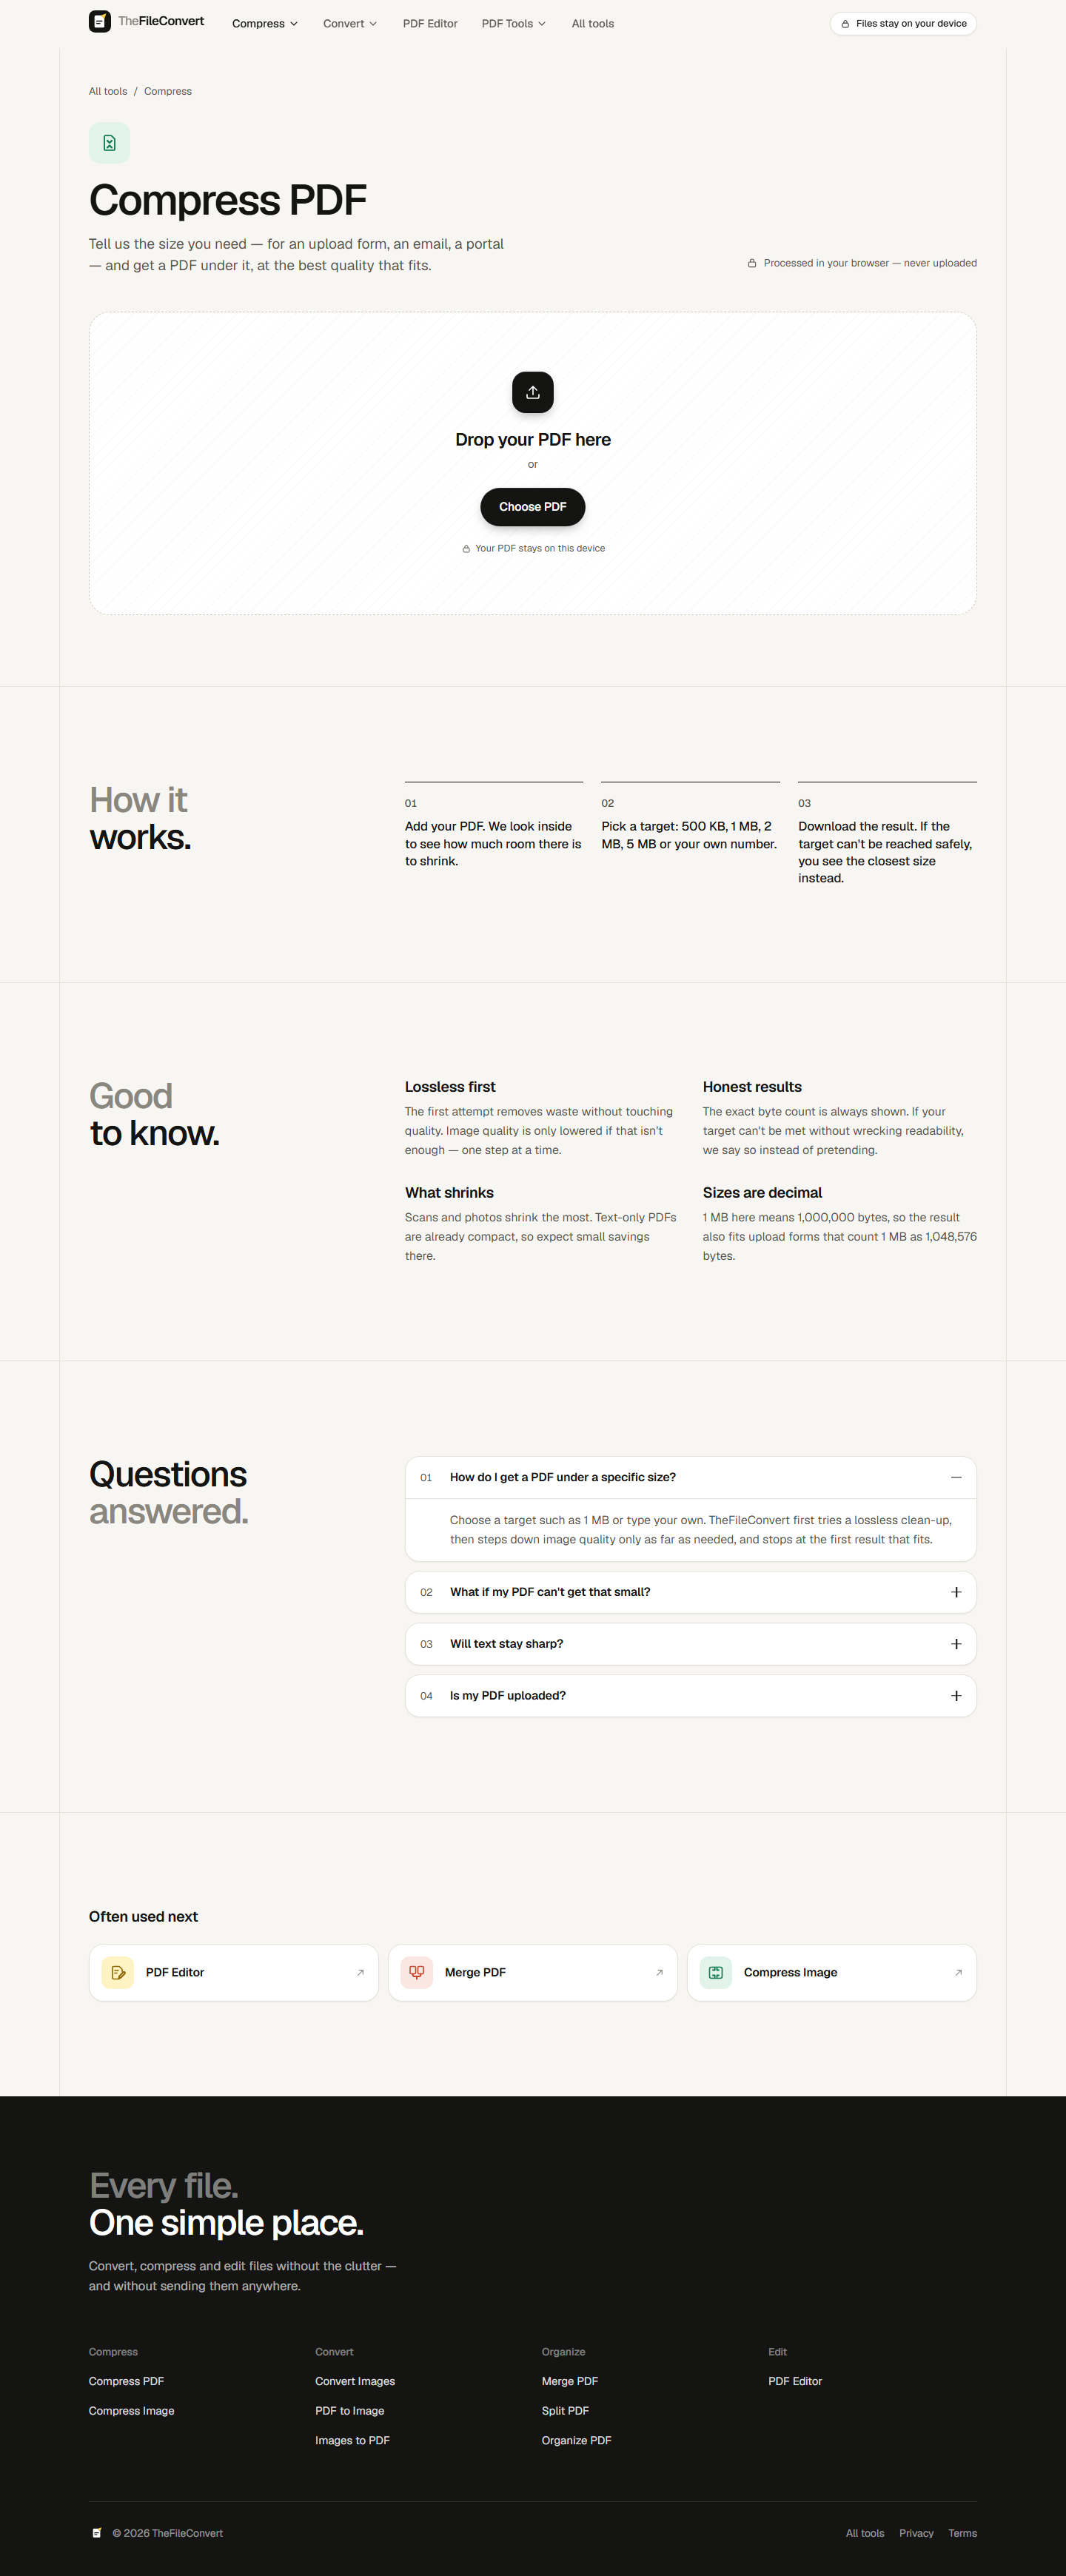 TheFileConvert
Compress
Convert
PDF Editor
PDF Tools
All tools
Files stay on your device
All tools / Compress
Compress PDF
Tell us the size you need — for an upload form, an email, a portal
— and get a PDF under it, at the best quality that fits.
Processed in your browser — never uploaded
Drop your PDF here
or
Choose PDF
Your PDF stays on this device
How it
works.
01
Add your PDF. We look inside
to see how much room there is
to shrink.
02
Pick a target: 500 KB, 1 MB, 2
MB, 5 MB or your own number.
03
Download the result. If the
target can't be reached safely,
you see the closest size
instead.
Good
to know.
Lossless first
The first attempt removes waste without touching
quality. Image quality is only lowered if that isn't
enough — one step at a time.
Honest results
The exact byte count is always shown. If your
target can't be met without wrecking readability,
we say so instead of pretending.
What shrinks
Scans and photos shrink the most. Text-only PDFs
are already compact, so expect small savings
there.
Sizes are decimal
1 MB here means 1,000,000 bytes, so the result
also fits upload forms that count 1 MB as 1,048,576
bytes.
Questions
answered.
01 How do I get a PDF under a specific size?
Choose a target such as 1 MB or type your own. TheFileConvert first tries a lossless clean-up,
then steps down image quality only as far as needed, and stops at the first result that fits.
02 What if my PDF can't get that small?
03 Will text stay sharp?
04 Is my PDF uploaded?
Often used next
PDF Editor
Merge PDF
Compress Image
Every file.
One simple place.
Convert, compress and edit files without the clutter —
and without sending them anywhere.
Compress
Compress PDF
Compress Image
Convert
Convert Images
PDF to Image
Images to PDF
Organize
Merge PDF
Split PDF
Organize PDF
Edit
PDF Editor
© 2026 TheFileConvert
All tools
Privacy
Terms